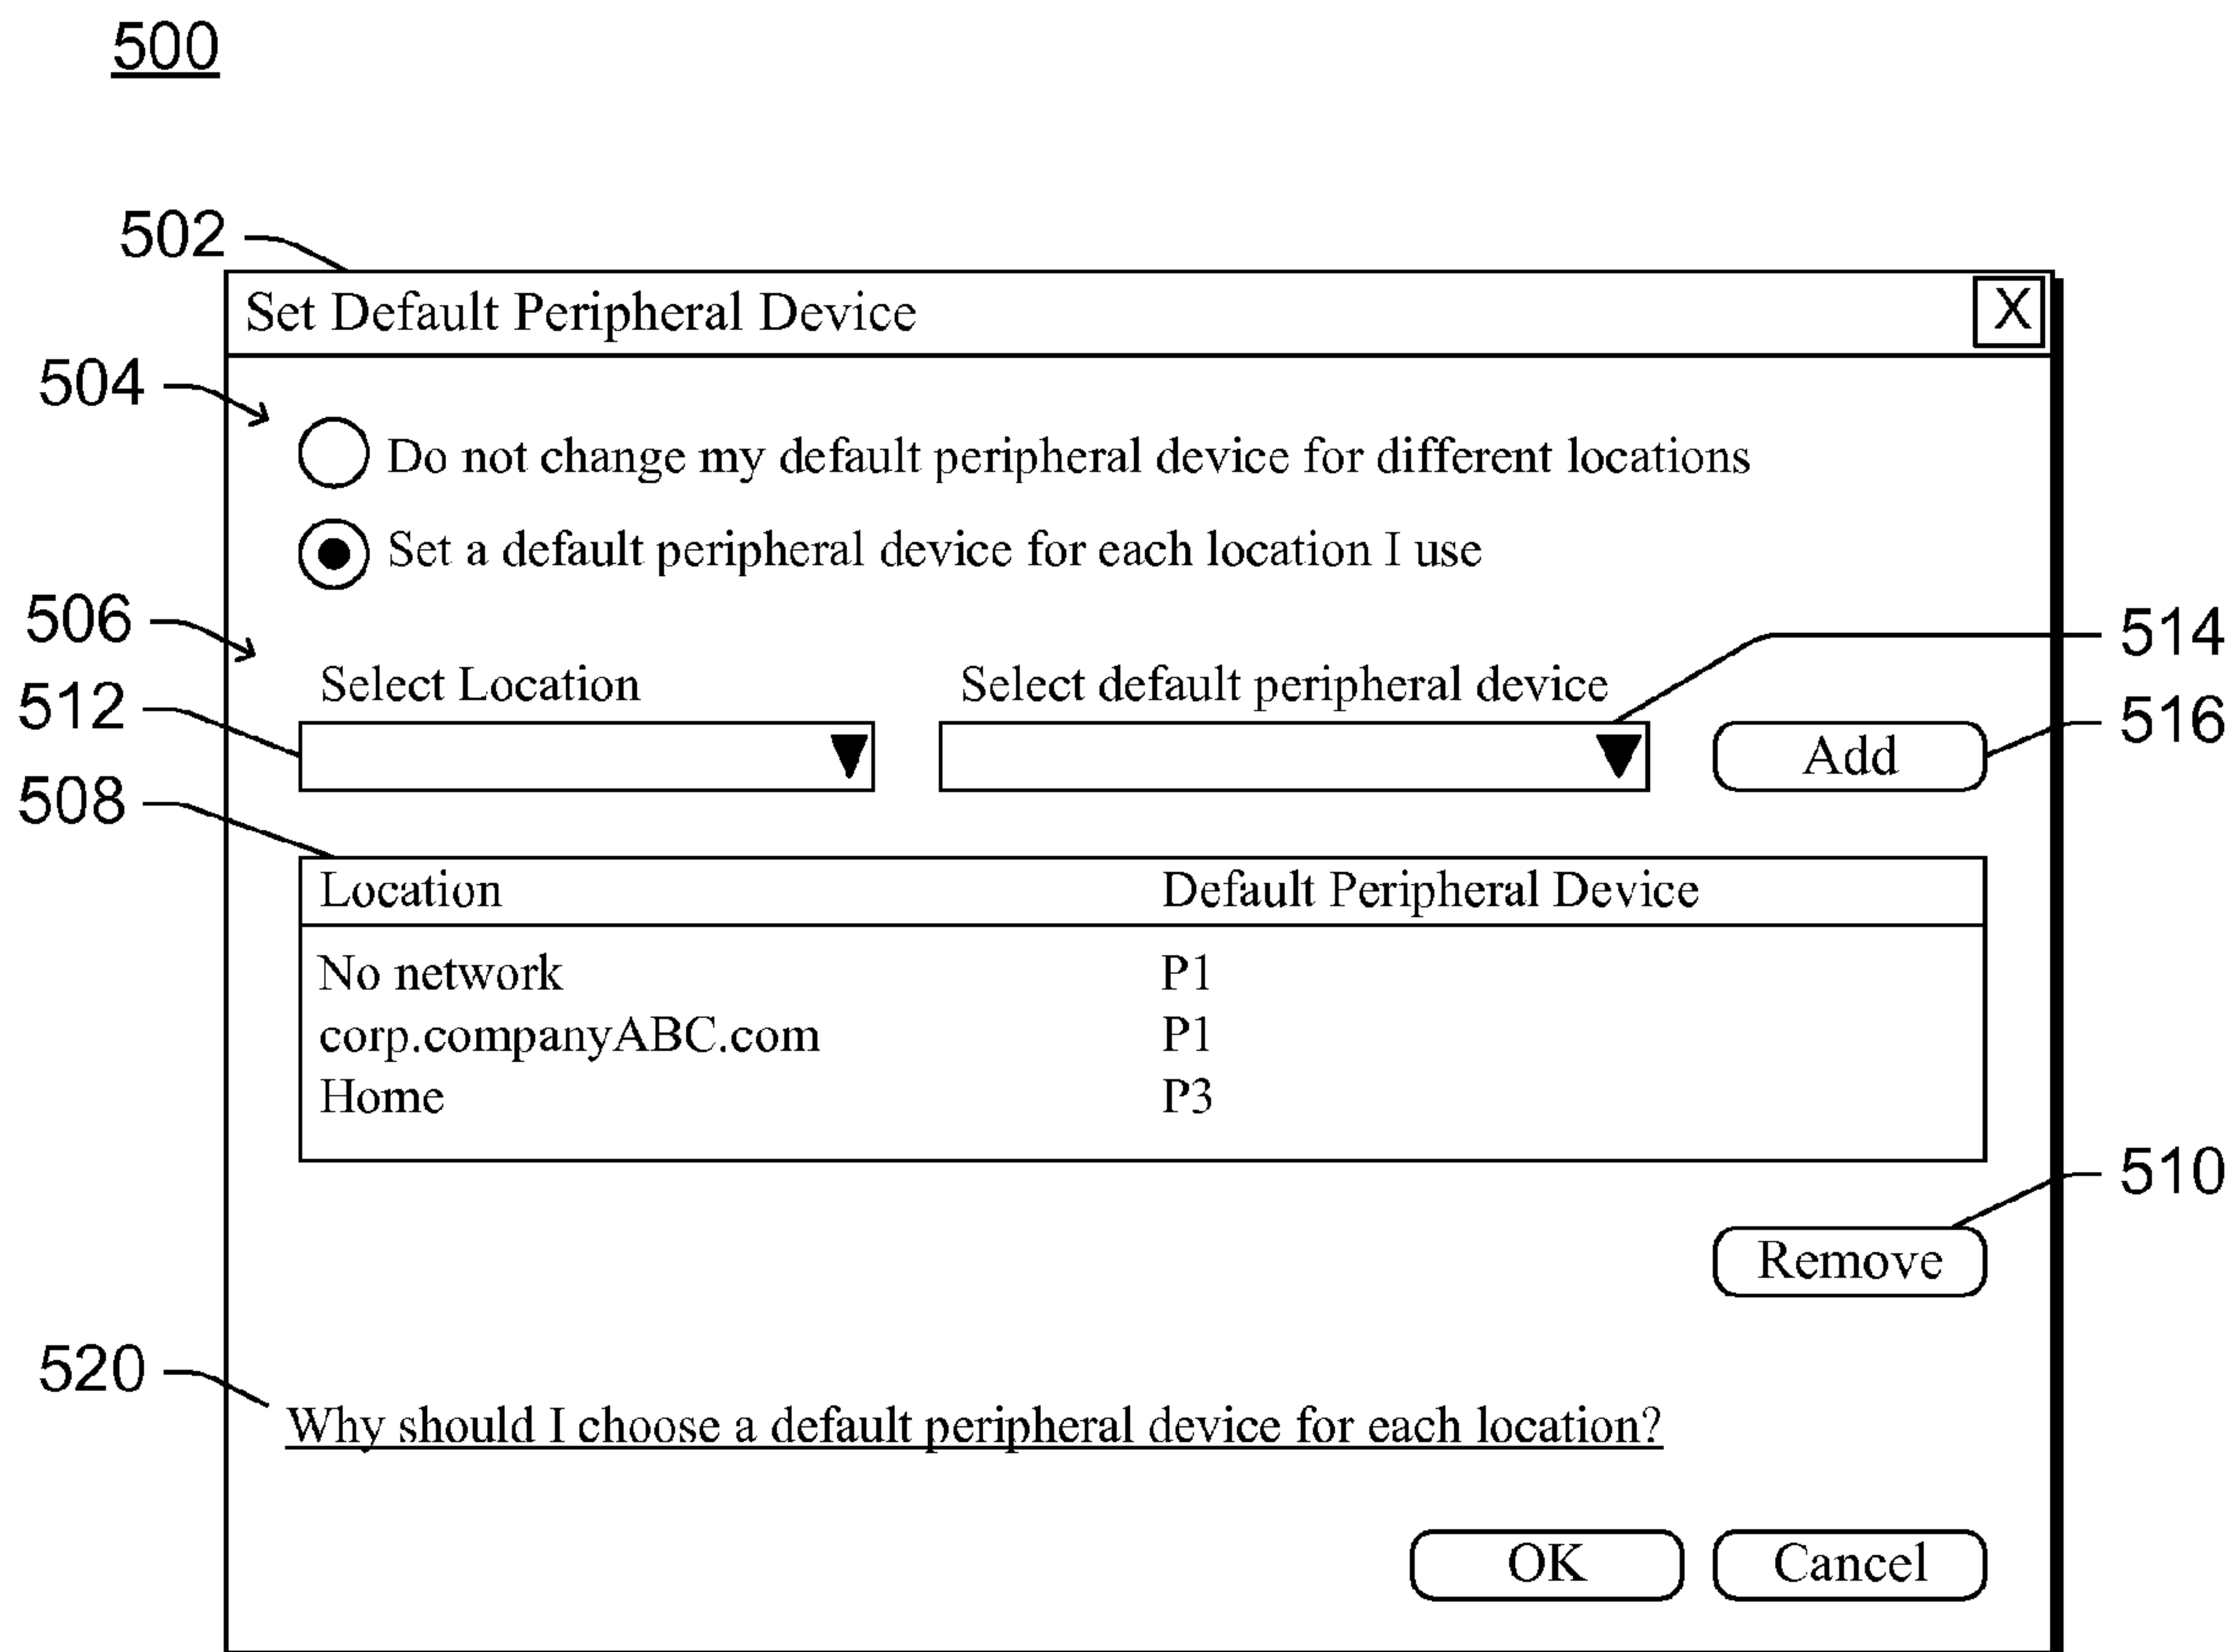 500
502
Set Default Peripheral Device X
504
Do not change my default peripheral device for different locations
Set a default peripheral device for each location I use
506
514
Select Location Select default peripheral device
512
516
Add
508
Location Default Peripheral Device
No network P1
corp.companyABC.com P1
Home P3
510
Remove
520
Why should I choose a default peripheral device for each location?
OK Cancel